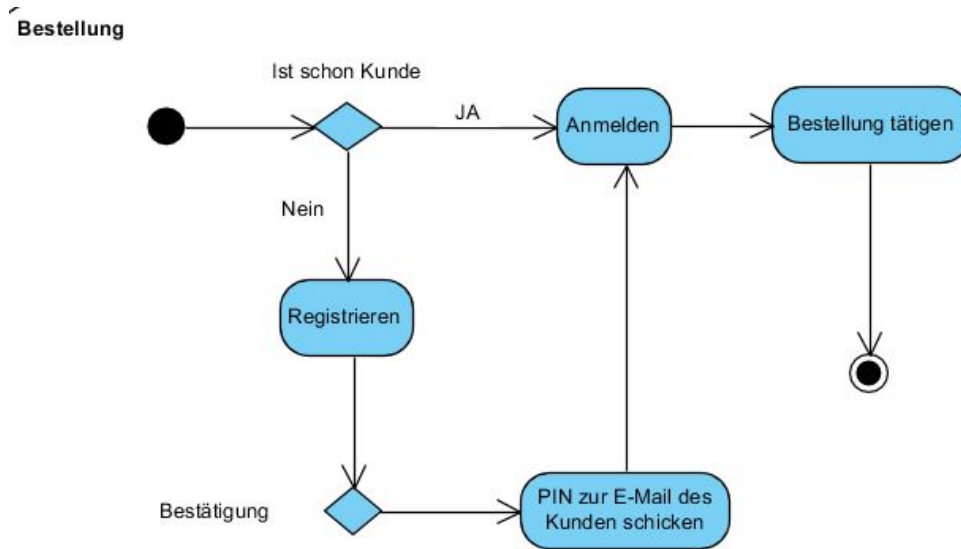 Bestellung
Ist schon Kunde
JA
Anmelden
Bestellung tätigen
Nein
Registrieren
Bestätigung
PIN zur E-Mail des
Kunden schicken